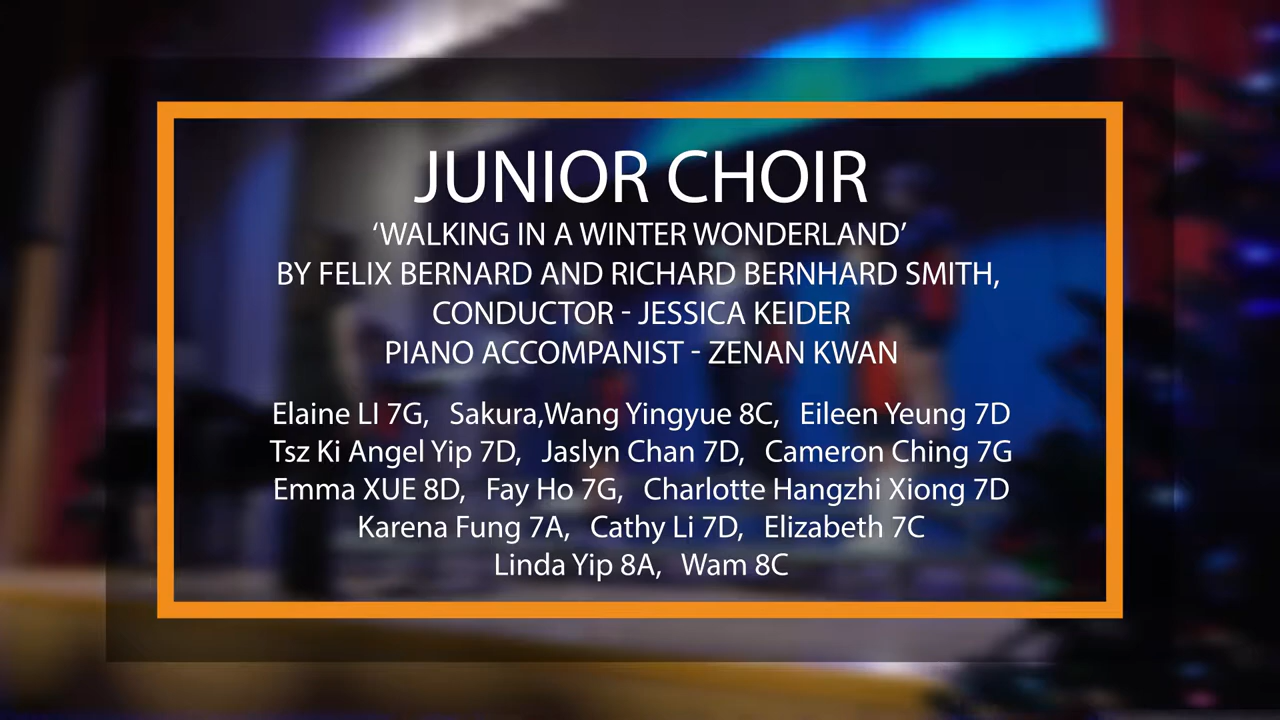 JUNIOR CHOIR
‘WALKING IN A WINTER WONDERLAND’
BY FELIX BERNARD AND RICHARD BERNHARD SMITH,
CONDUCTOR - JESSICA KEIDER
PIANO ACCOMPANIST - ZENAN KWAN
Elaine LI 7G, Sakura,Wang Yingyue 8C, Eileen Yeung 7D
Tsz Ki Angel Yip 7D, Jaslyn Chan 7D, Cameron Ching 7G
Emma XUE 8D, Fay Ho 7G, Charlotte Hangzhi Xiong 7D
Karena Fung 7A, Cathy Li 7D, Elizabeth 7C
Linda Yip 8A, Wam 8C